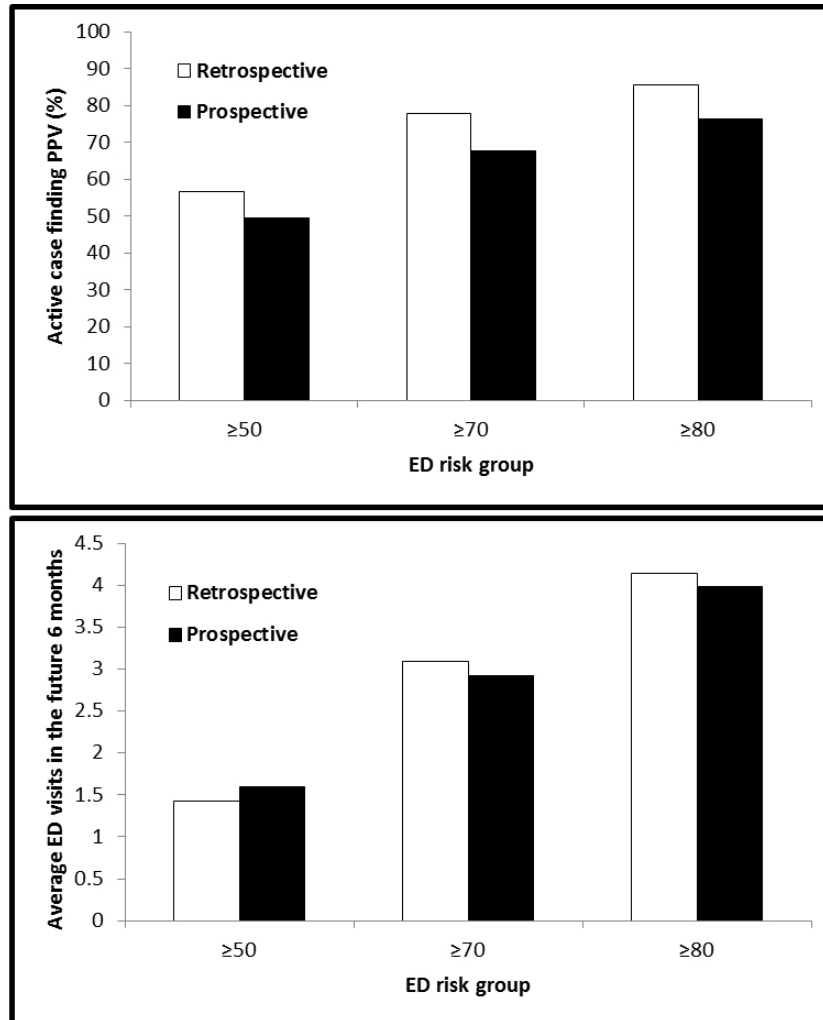 Active case finding PPV (%)
100
90
80
70
60
50
40
30
20
10
0
Retrospective
Prospective
≥50 ≥70 ≥80
ED risk group
Average ED visits in the future 6 months
4.5
4
3.5
3
2.5
2
1.5
1
0.5
0
Retrospective
Prospective
≥50 ≥70 ≥80
ED risk group